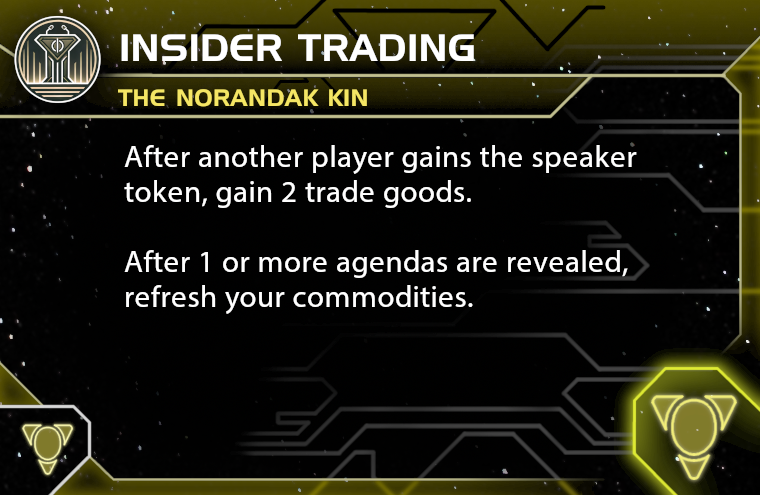 INSIDER TRADING
THE NORANDAK KIN
After another player gains the speaker
token, gain 2 trade goods.
After 1 or more agendas are revealed,
refresh your commodities.